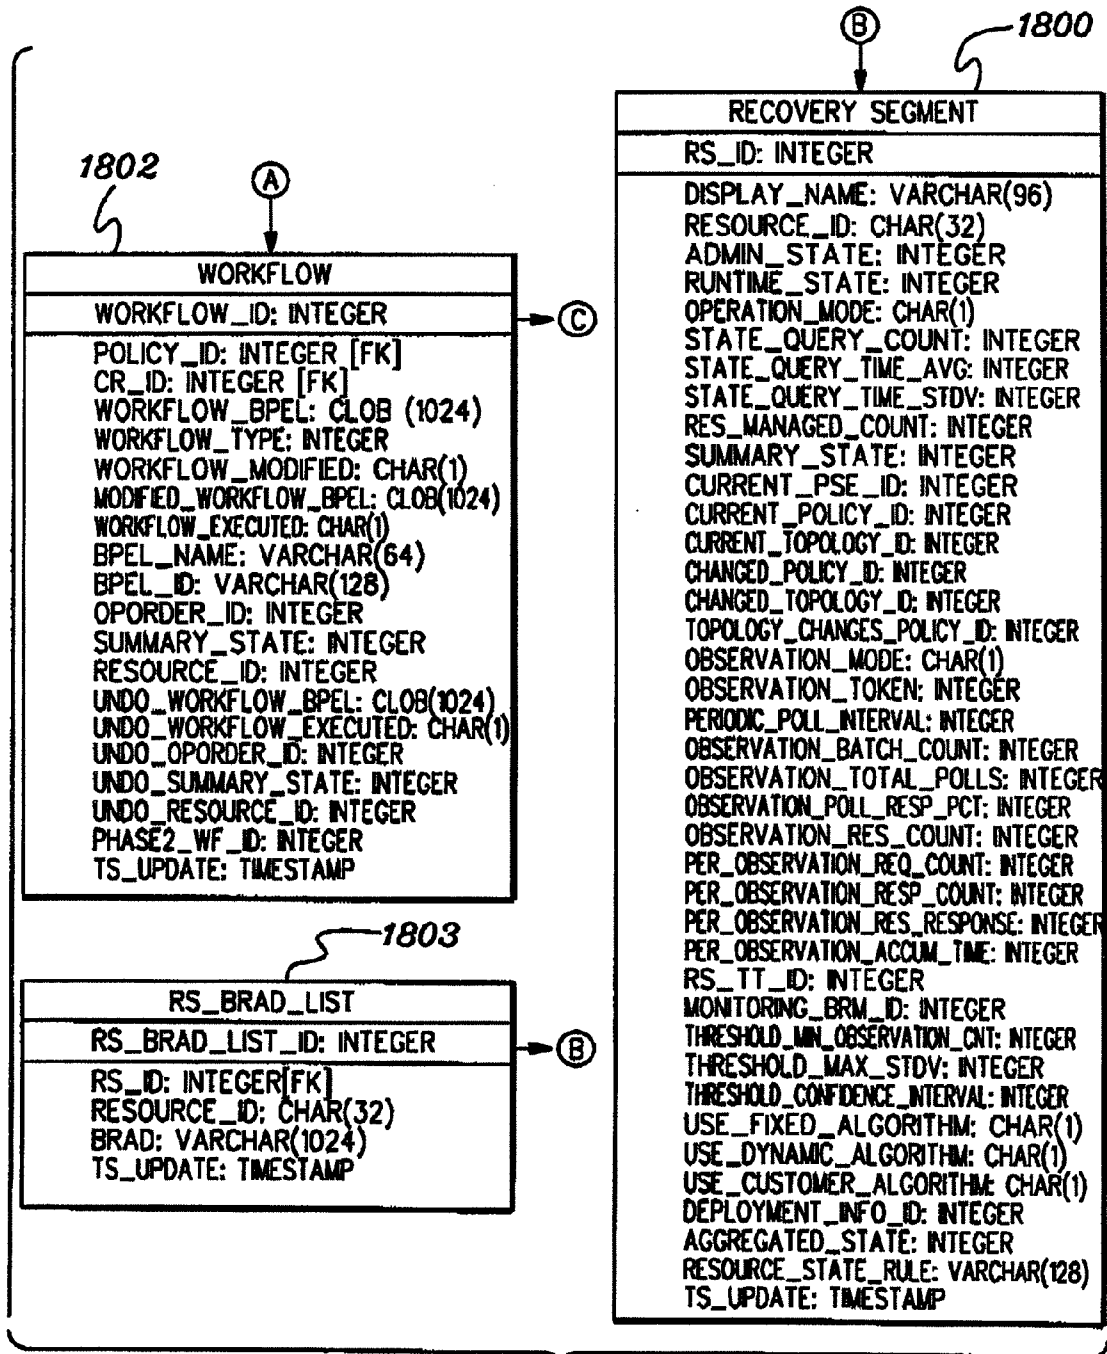 1802
A
WORKFLOW
WORKFLOW_ID: INTEGER
C
POLICY_ID: INTEGER [FK]
CR_ID: INTEGER [FK]
WORKFLOW_BPEL: CLOB (1024)
WORKFLOW_TYPE: INTEGER
WORKFLOW_MODIFIED: CHAR(1)
MODIFIED_WORKFLOW_BPEL: CLOB(1024)
WORKFLOW_EXECUTED: CHAR(1)
BPEL_NAME: VARCHAR(64)
BPEL_ID: VARCHAR(128)
OPORDER_ID: INTEGER
SUMMARY_STATE: INTEGER
RESOURCE_ID: INTEGER
UNDO_WORKFLOW_BPEL: CLOB(1024)
UNDO_WORKFLOW_EXECUTED: CHAR(1)
UNDO_OPORDER_ID: INTEGER
UNDO_SUMMARY_STATE: INTEGER
UNDO_RESOURCE_ID: INTEGER
PHASE2_WF_ID: INTEGER
TS_UPDATE: TIMESTAMP
1803
RS_BRAD_LIST
RS_BRAD_LIST_ID: INTEGER
B
RS_ID: INTEGER[FK]
RESOURCE_ID: CHAR(32)
BRAD: VARCHAR(1024)
TS_UPDATE: TIMESTAMP
B
1800
RECOVERY SEGMENT
RS_ID: INTEGER
DISPLAY_NAME: VARCHAR(96)
RESOURCE_ID: CHAR(32)
ADMIN_STATE: INTEGER
RUNTIME_STATE: INTEGER
OPERATION_MODE: CHAR(1)
STATE_QUERY_COUNT: INTEGER
STATE_QUERY_TIME_AVG: INTEGER
STATE_QUERY_TIME_STDV: INTEGER
RES_MANAGED_COUNT: INTEGER
SUMMARY_STATE: INTEGER
CURRENT_PSE_ID: INTEGER
CURRENT_POLICY_ID: INTEGER
CURRENT_TOPOLOGY_ID: INTEGER
CHANGED_POLICY_ID: INTEGER
CHANGED_TOPOLOGY_ID: INTEGER
TOPOLOGY_CHANGES_POLICY_ID: INTEGER
OBSERVATION_MODE: CHAR(1)
OBSERVATION_TOKEN: INTEGER
PERIODIC_POLL_INTERVAL: INTEGER
OBSERVATION_BATCH_COUNT: INTEGER
OBSERVATION_TOTAL_POLLS: INTEGER
OBSERVATION_POLL_RESP_PCT: INTEGER
OBSERVATION_RES_COUNT: INTEGER
PER_OBSERVATION_REQ_COUNT: INTEGER
PER_OBSERVATION_RESP_COUNT: INTEGER
PER_OBSERVATION_RES_RESPONSE: INTEGER
PER_OBSERVATION_ACCUM_TIME: INTEGER
RS_TT_ID: INTEGER
MONITORING_BRM_ID: INTEGER
THRESHOLD_MIN_OBSERVATION_CNT: INTEGER
THRESHOLD_MAX_STDV: INTEGER
THRESHOLD_CONFIDENCE_INTERVAL: INTEGER
USE_FIXED_ALGORITHM: CHAR(1)
USE_DYNAMIC_ALGORITHM: CHAR(1)
USE_CUSTOMER_ALGORITHM: CHAR(1)
DEPLOYMENT_INFO_ID: INTEGER
AGGREGATED_STATE: INTEGER
RESOURCE_STATE_RULE: VARCHAR(128)
TS_UPDATE: TIMESTAMP